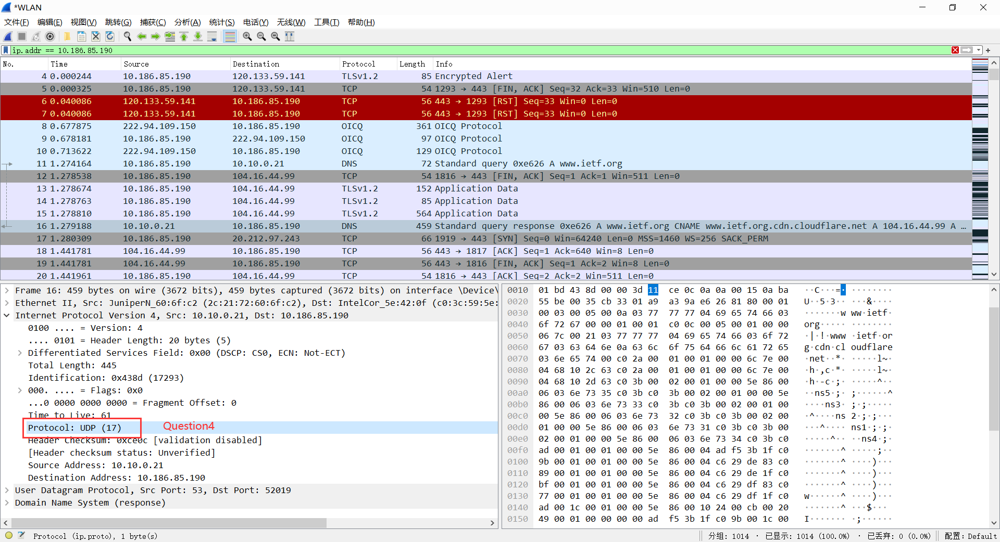 *WLAN
文件(F) 编辑(E) 视图(V) 跳转(G) 捕获(C) 分析(A) 统计(S) 电话(Y) 无线(W) 工具(T) 帮助(H)
ip.addr == 10.186.85.190
No. Time Source Destination Protocol Length Info
4 0.000244 10.186.85.190 120.133.59.141 TLSv1.2 85 Encrypted Alert
5 0.000325 10.186.85.190 120.133.59.141 TCP 54 1293 → 443 [FIN, ACK] Seq=32 Ack=33 Win=510 Len=0
6 0.040086 120.133.59.141 10.186.85.190 TCP 56 443 → 1293 [RST] Seq=33 Win=0 Len=0
7 0.040086 120.133.59.141 10.186.85.190 TCP 56 443 → 1293 [RST] Seq=33 Win=0 Len=0
8 0.677875 222.94.109.150 10.186.85.190 OICQ 361 OICQ Protocol
9 0.678181 10.186.85.190 222.94.109.150 OICQ 97 OICQ Protocol
10 0.713622 222.94.109.150 10.186.85.190 OICQ 129 OICQ Protocol
11 1.274164 10.186.85.190 10.10.0.21 DNS 72 Standard query 0xe626 A www.ietf.org
12 1.278538 10.186.85.190 104.16.44.99 TCP 54 1816 → 443 [FIN, ACK] Seq=1 Ack=1 Win=511 Len=0
13 1.278674 10.186.85.190 104.16.44.99 TLSv1.2 152 Application Data
14 1.278763 10.186.85.190 104.16.44.99 TLSv1.2 85 Application Data
15 1.278810 10.186.85.190 104.16.44.99 TLSv1.2 564 Application Data
16 1.279188 10.10.0.21 10.186.85.190 DNS 459 Standard query response 0xe626 A www.ietf.org CNAME www.ietf.org.cdn.cloudflare.net A 104.16.44.99 A …
17 1.280309 10.186.85.190 20.212.97.243 TCP 66 1919 → 443 [SYN] Seq=0 Win=64240 Len=0 MSS=1460 WS=256 SACK_PERM
18 1.441781 104.16.44.99 10.186.85.190 TCP 56 443 → 1817 [ACK] Seq=1 Ack=640 Win=8 Len=0
19 1.441781 104.16.44.99 10.186.85.190 TCP 56 443 → 1816 [FIN, ACK] Seq=1 Ack=2 Win=8 Len=0
20 1.441961 10.186.85.190 104.16.44.99 TCP 54 1816 → 443 [ACK] Seq=2 Ack=2 Win=511 Len=0
Frame 16: 459 bytes on wire (3672 bits), 459 bytes captured (3672 bits) on interface \Device\
Ethernet II, Src: JuniperN_60:6f:c2 (2c:21:72:60:6f:c2), Dst: IntelCor_5e:42:0f (c0:3c:59:5e:
Internet Protocol Version 4, Src: 10.10.0.21, Dst: 10.186.85.190
0100 .... = Version: 4
.... 0101 = Header Length: 20 bytes (5)
Differentiated Services Field: 0x00 (DSCP: CS0, ECN: Not-ECT)
Total Length: 445
Identification: 0x438d (17293)
000. .... = Flags: 0x0
...0 0000 0000 0000 = Fragment Offset: 0
Time to Live: 61
Protocol: UDP (17) Question4
Header Checksum: 0xce0c [validation disabled]
[Header checksum status: Unverified]
Source Address: 10.10.0.21
Destination Address: 10.186.85.190
User Datagram Protocol, Src Port: 53, Dst Port: 52019
Domain Name System (response)
0010 01 bd 43 8d 00 00 3d 11 ce 0c 0a 0a 00 15 0a ba ··C···=· ········
0020 55 be 00 35 cb 33 01 a9 a3 9a e6 26 81 80 00 01 U··5·3·· ···&····
0030 00 03 00 05 00 0a 03 77 77 77 04 69 65 74 66 03 ·······w ww·ietf·
0040 6f 72 67 00 00 01 00 01 c0 0c 00 05 00 01 00 00 org····· ········
0050 06 7c 00 21 03 77 77 77 04 69 65 74 66 03 6f 72 ·|·!·www ·ietf·or
0060 67 03 63 64 6e 0a 63 6c 6f 75 64 66 6c 61 72 65 g·cdn·cl oudflare
0070 03 6e 65 74 00 c0 2a 00 01 00 01 00 00 6c 7e 00 ·net··*· ·····l~·
0080 04 68 10 2c 63 c0 2a 00 01 00 01 00 00 6c 7e 00 ·h·,c·*· ·····l~·
0090 04 68 10 2d 63 c0 3b 00 02 00 01 00 00 5e 86 00 ·h·-c·;· ·····^··
00a0 06 03 6e 73 35 c0 3b c0 3b 00 02 00 01 00 00 5e ··ns5·;· ;······^
00b0 86 00 06 03 6e 73 33 c0 3b c0 3b 00 02 00 01 00 ····ns3· ;·;·····
00c0 00 5e 86 00 06 03 6e 73 32 c0 3b c0 3b 00 02 00 ·^····ns 2·;·;···
00d0 01 00 00 5e 86 00 06 03 6e 73 31 c0 3b c0 3b 00 ···^···· ns1·;·;·
00e0 02 00 01 00 00 5e 86 00 06 03 6e 73 34 c0 3b c0 ·····^·· ··ns4·;·
00f0 ad 00 01 00 01 00 00 5e 86 00 04 ad f5 3b 1f c0 ·······^ ·····;··
0100 9b 00 01 00 01 00 00 5e 86 00 04 c6 29 de 83 c0 ·······^ ····)···
0110 89 00 01 00 01 00 00 5e 86 00 04 c6 29 de 1f c0 ·······^ ····)···
0120 bf 00 01 00 01 00 00 5e 86 00 04 c6 29 df 83 c0 ·······^ ····)···
0130 77 00 01 00 01 00 00 5e 86 00 04 c6 29 df 1f c0 w······^ ····)···
0140 ad 00 1c 00 01 00 00 5e 86 00 10 24 00 cb 00 20 ·······^ ···$···
0150 49 00 01 00 00 00 00 ad f5 3b 1f c0 9b 00 1c 00 I······· ·;······
Protocol (ip.proto), 1 byte(s) 分组: 1014 · 已显示: 1014 (100.0%) · 已丢弃: 0 (0.0%) 配置: Default